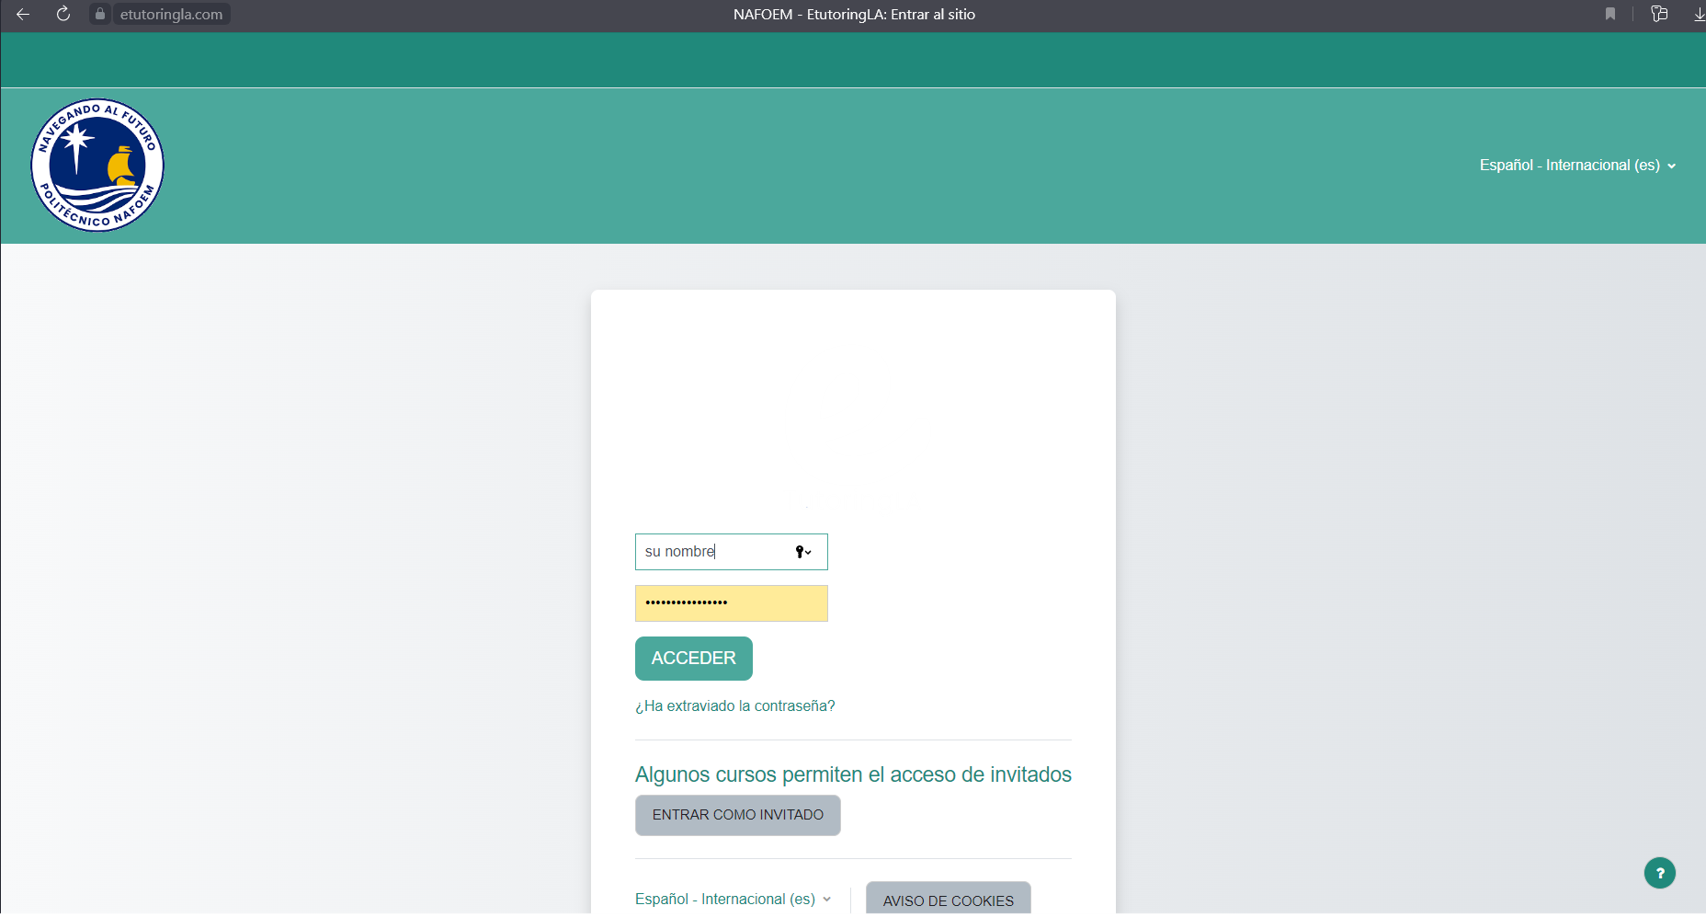 etutoringla.com
NAFOEM - EtutoringLA: Entrar al sitio
NAVEGANDO AL FUTURO
POLITÉCNICO NAFOEM
Español - Internacional (es)
su nombre
••••••••••••••••
ACCEDER
¿Ha extraviado la contraseña?
Algunos cursos permiten el acceso de invitados
ENTRAR COMO INVITADO
Español - Internacional (es)
AVISO DE COOKIES
?